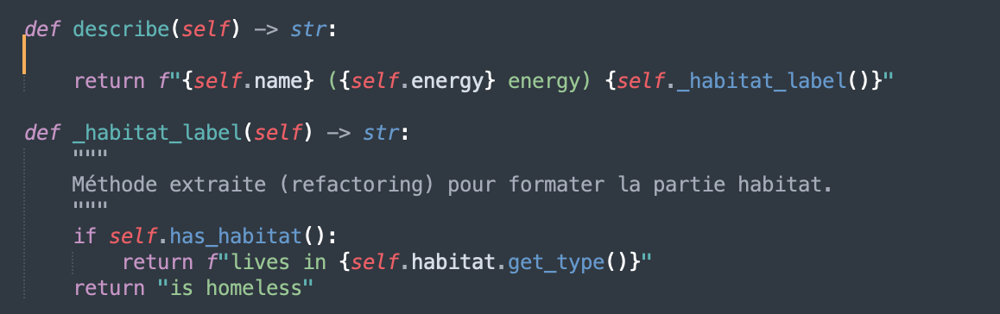 def describe(self) -> str:
return f"{self.name} ({self.energy} energy) {self._habitat_label()}"
def _habitat_label(self) -> str:
"""
Méthode extraite (refactoring) pour formater la partie habitat.
"""
if self.has_habitat():
return f"lives in {self.habitat.get_type()}"
return "is homeless"